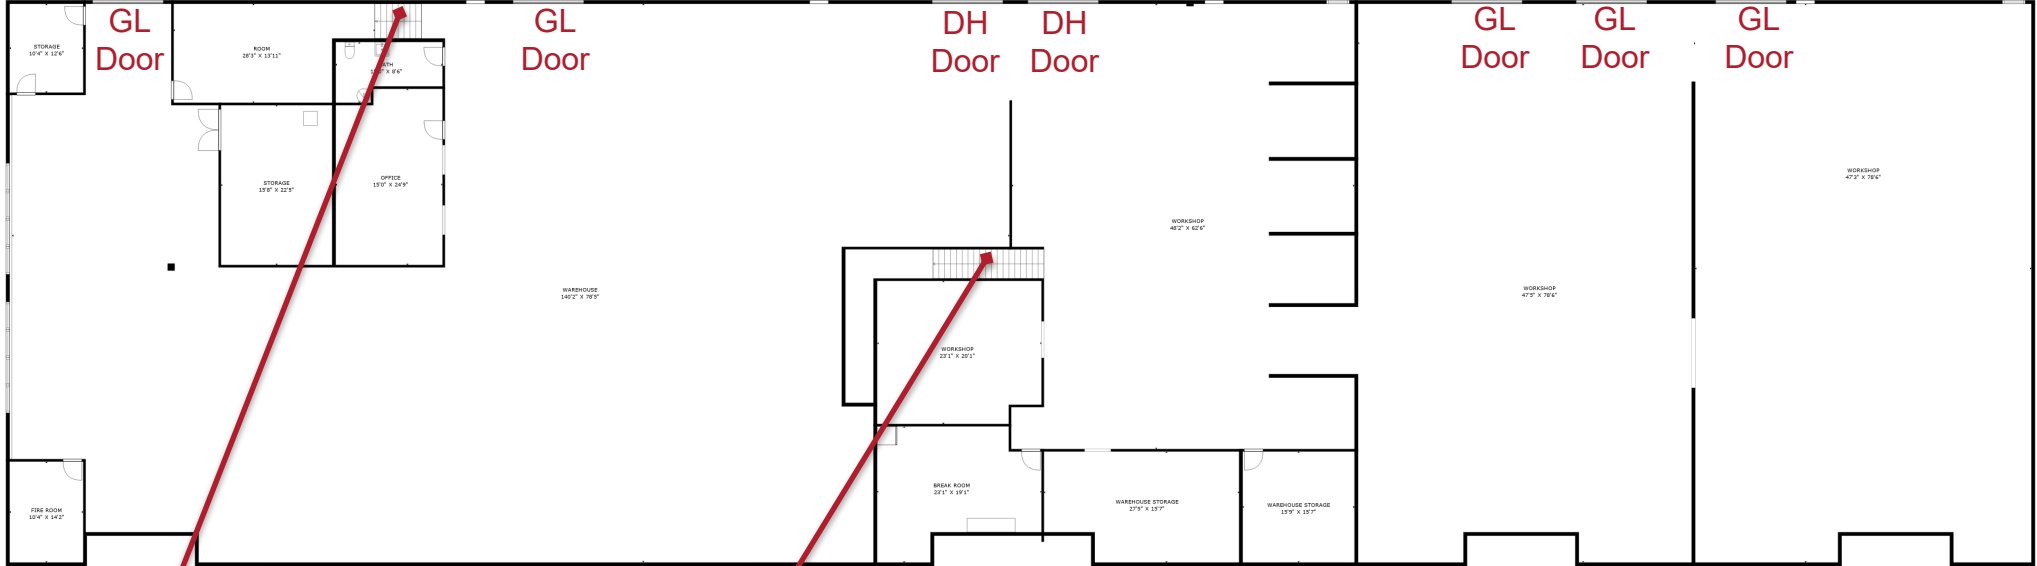 GL
Door
GL
Door
DH
Door
DH
Door
GL
Door
GL
Door
GL
Door
STORAGE
10'4" X 12'6"
ROOM
28'3" X 13'11"
X 8'6"
STORAGE
15'8" X 22'5"
OFFICE
15'0" X 24'9"
WAREHOUSE
140'2" X 78'5"
WORKSHOP
23'1" X 20'1"
WORKSHOP
48'2" X 62'6"
WORKSHOP
47'5" X 78'6"
WORKSHOP
47'3" X 78'6"
FIRE ROOM
10'4" X 14'2"
BREAK ROOM
23'1" X 19'1"
WAREHOUSE STORAGE
27'5" X 15'7"
WAREHOUSE STORAGE
15'9" X 15'7"